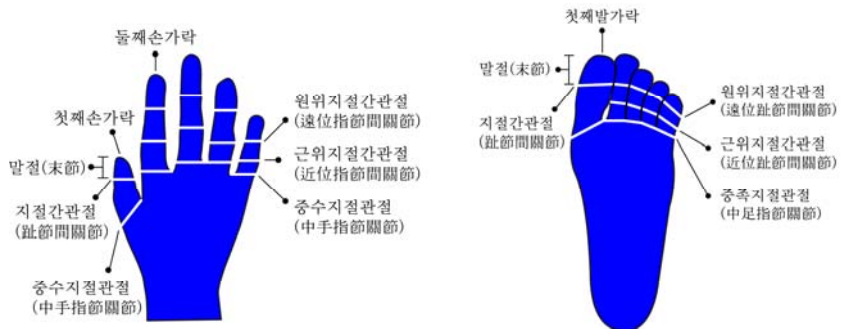 둘째손가락
첫째손가락
말절(末節)
지절간관절
(趾節間關節)
중수지절관절
(中手指節關節)
원위지절간관절
(遠位指節間關節)
근위지절간관절
(近位指節間關節)
중수지절관절
(中手指節關節)
첫째발가락
말절(末節)
지절간관절
(趾節間關節)
원위지절간관절
(遠位趾節間關節)
근위지절간관절
(近位趾節間關節)
중족지절관절
(中足指節關節)